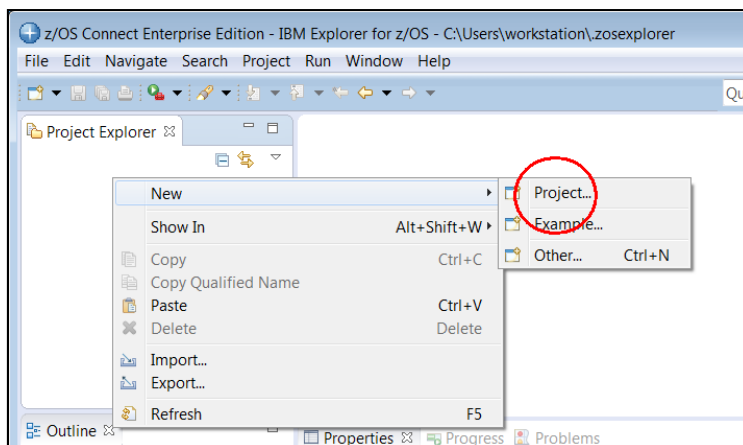 z/OS Connect Enterprise Edition - IBM Explorer for z/OS - C:\Users\workstation\.zosexplorer
File Edit Navigate Search Project Run Window Help
Qu
Project Explorer
New
Project...
Show In Alt+Shift+W
Example...
Other... Ctrl+N
Copy Ctrl+C
Copy Qualified Name
Paste Ctrl+V
Delete Delete
Import...
Export...
Refresh F5
Outline
Properties Progress Problems